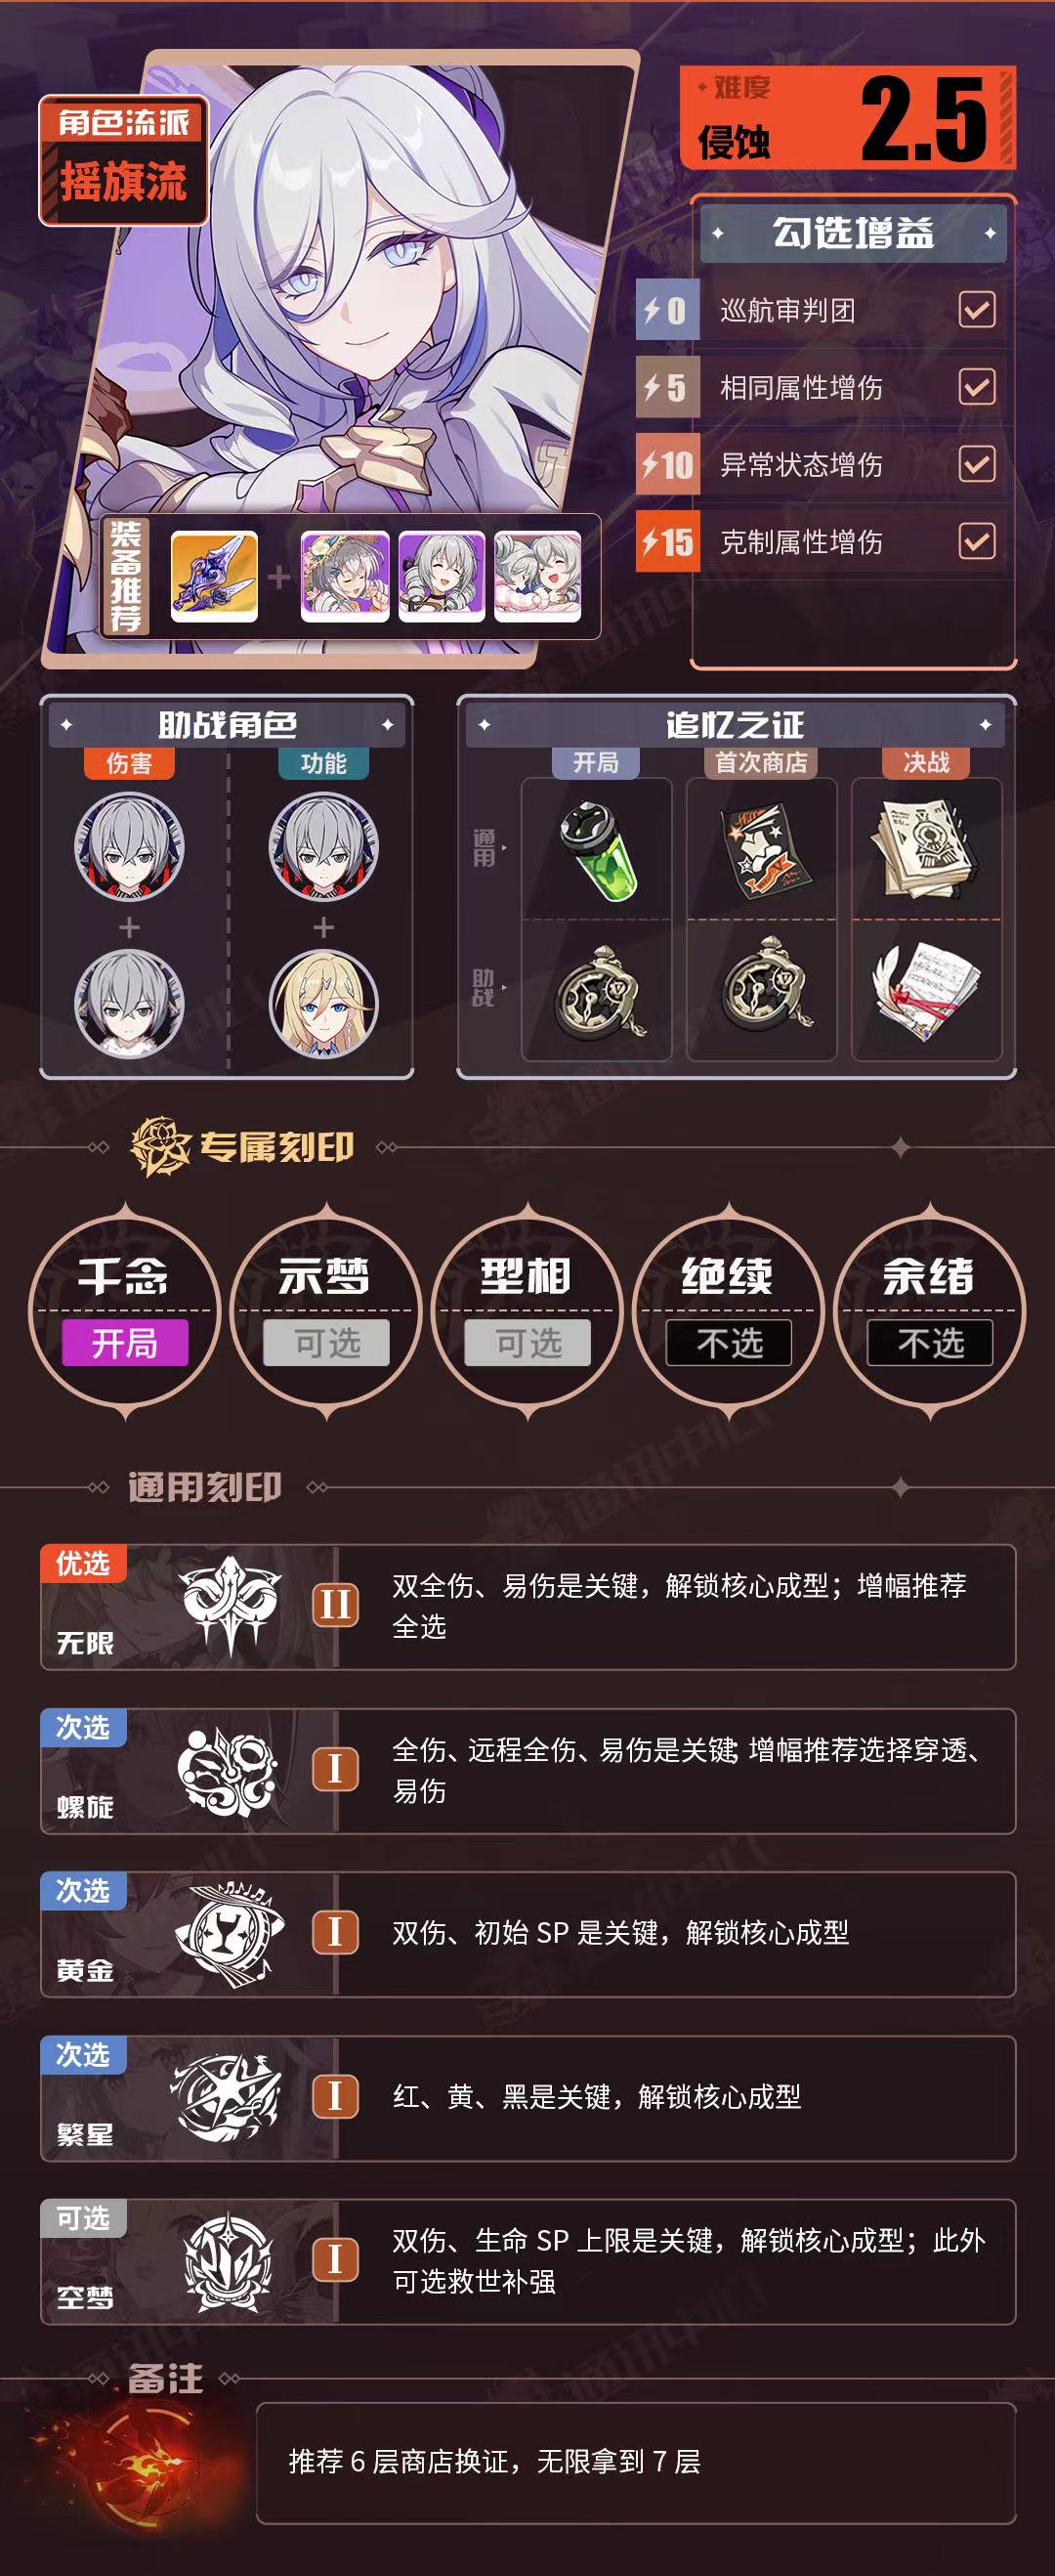 角色流派
摇旗流
难度
侵蚀
2.5
勾选增益
0 巡航审判团
5 相同属性增伤
10 异常状态增伤
15 克制属性增伤
装备推荐
助战角色
伤害
功能
追忆之证
开局
首次商店
决战
通用
助战
专属刻印
千念
开局
示梦
可选
型相
可选
绝续
不选
余绪
不选
通用刻印
优选
无限
II
双全伤、易伤是关键，解锁核心成型；增幅推荐
全选
次选
螺旋
I
全伤、远程全伤、易伤是关键；增幅推荐选择穿透、
易伤
次选
黄金
I
双伤、初始 SP 是关键，解锁核心成型
次选
繁星
I
红、黄、黑是关键，解锁核心成型
可选
空梦
I
双伤、生命 SP 上限是关键，解锁核心成型；此外
可选救世补强
备注
推荐 6 层商店换证，无限拿到 7 层